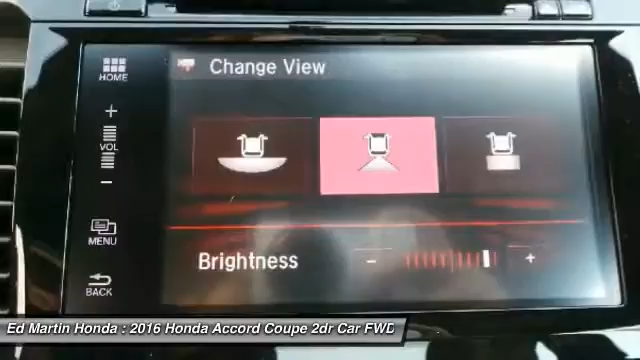 Change View
HOME
+
VOL
−
MENU
BACK
Brightness
− +
Ed Martin Honda : 2016 Honda Accord Coupe 2dr Car FWD